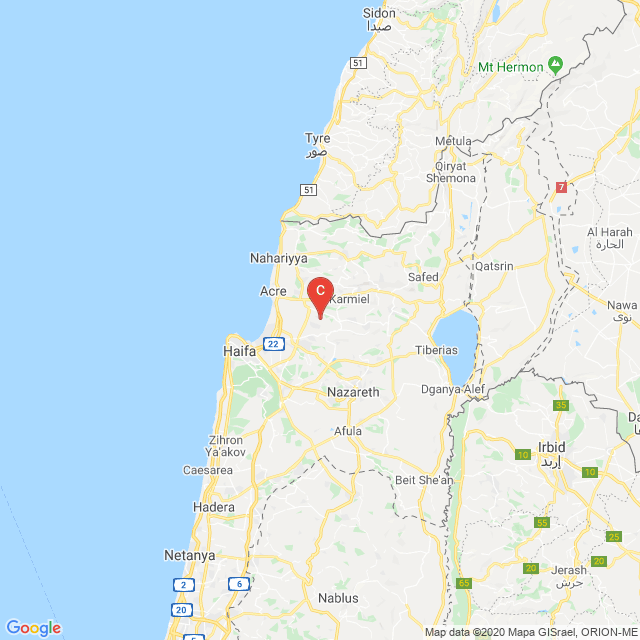 Sidon
صيدا
51
Mt Hermon
Tyre
صور
Metula
Qiryat
Shemona
51
7
Al Harah
الحارة
Nahariyya
Safed
Qatsrin
Acre
C
Karmiel
Nawa
نوى
22
Haifa
Tiberias
Nazareth
Dganya Alef
35
Afula
Irbid
إربد
10
10
Zihron
Ya'akov
Caesarea
Beit She'an
Hadera
55
25
Netanya
20
20
Jerash
جرش
2
6
65
Nablus
20
5
Google
Map data ©2020 Mapa GISrael, ORION-ME